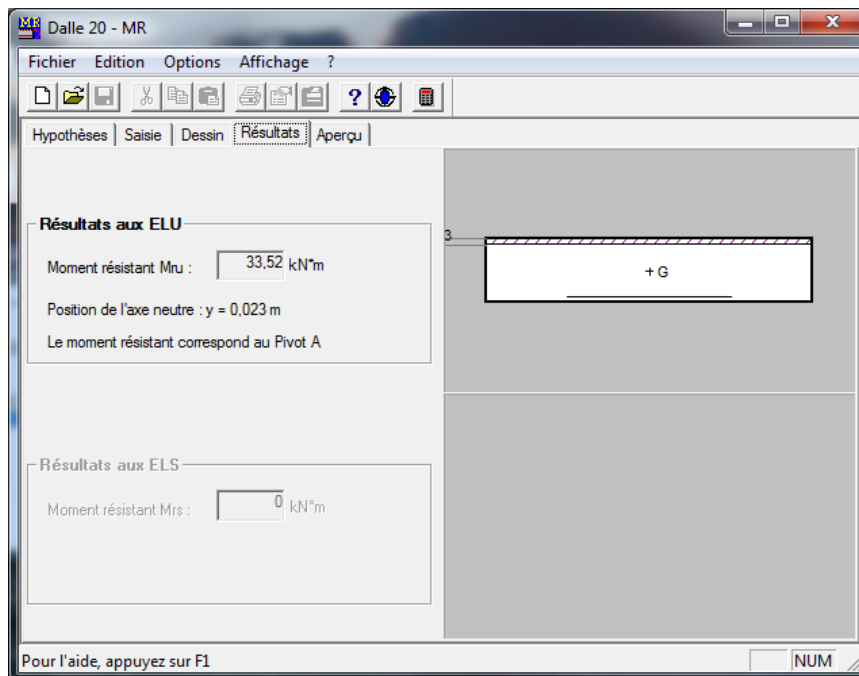 Dalle 20 - MR
Fichier Edition Options Affichage ?
Hypothèses Saisie Dessin Résultats Aperçu
Résultats aux ELU
Moment résistant Mru : 33,52 kN*m
Position de l'axe neutre : y = 0,023 m
Le moment résistant correspond au Pivot A
3
+ G
Résultats aux ELS
Moment résistant Mrs : 0 kN*m
Pour l'aide, appuyez sur F1
NUM